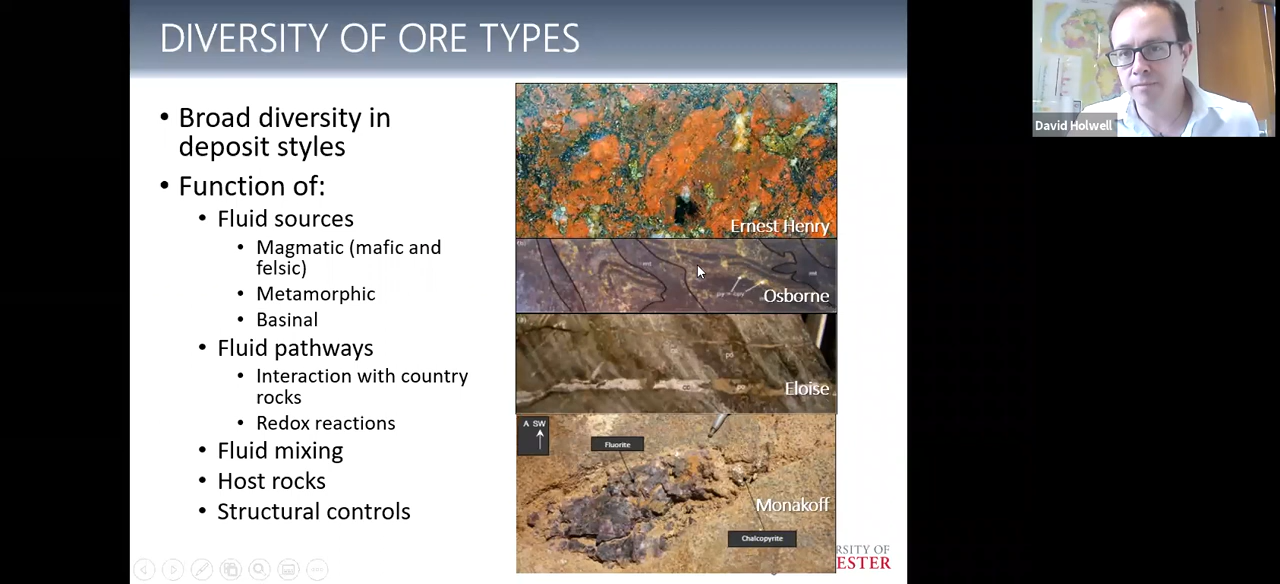 DIVERSITY OF ORE TYPES
• Broad diversity in
deposit styles
• Function of:
• Fluid sources
• Magmatic (mafic and
felsic)
• Metamorphic
• Basinal
• Fluid pathways
• Interaction with country
rocks
• Redox reactions
• Fluid mixing
• Host rocks
• Structural controls
Ernest Henry
Osborne
Eloise
A SW
Fluorite
Monakoff
Chalcopyrite
RSITY OF
ESTER
David Holwell